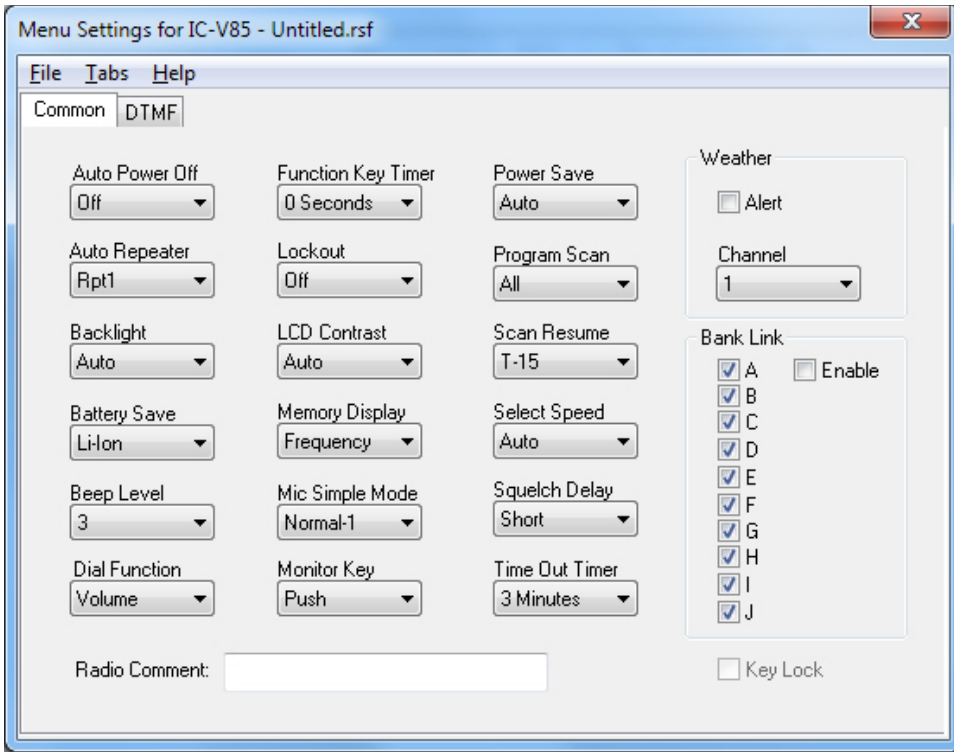 Menu Settings for IC-V85 - Untitled.rsf
File Tabs Help
Common DTMF
Auto Power Off
Off
Auto Repeater
Rpt1
Backlight
Auto
Battery Save
Li-Ion
Beep Level
3
Dial Function
Volume
Function Key Timer
0 Seconds
Lockout
Off
LCD Contrast
Auto
Memory Display
Frequency
Mic Simple Mode
Normal-1
Monitor Key
Push
Power Save
Auto
Program Scan
All
Scan Resume
T-15
Select Speed
Auto
Squelch Delay
Short
Time Out Timer
3 Minutes
Weather
Alert
Channel
1
Bank Link
A Enable
B
C
D
E
F
G
H
I
J
Radio Comment:
Key Lock